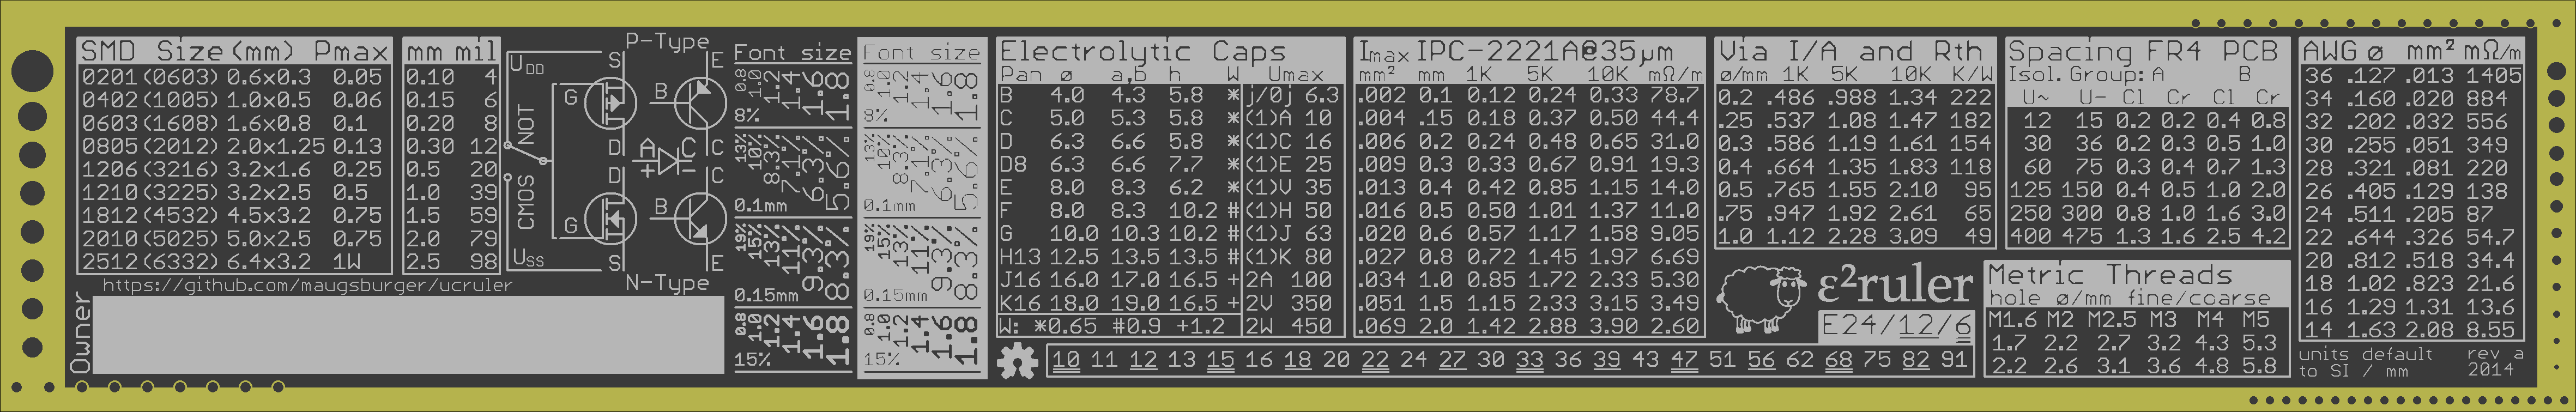 SMD Size(mm) Pmax
0201(0603) 0.6x0.3 0.05
0402(1005) 1.0x0.5 0.06
0603(1608) 1.6x0.8 0.1
0805(2012) 2.0x1.25 0.13
1206(3216) 3.2x1.6 0.25
1210(3225) 3.2x2.5 0.5
1812(4532) 4.5x3.2 0.75
2010(5025) 5.0x2.5 0.75
2512(6332) 6.4x3.2 1W
https://github.com/maugsburger/ucruler
Owner
mm mil
0.10 4
0.15 6
0.20 8
0.30 12
0.5 20
1.0 39
1.5 59
2.0 79
2.5 98
P-Type
UDD
S E
G B
NOT
D A C C
+ -
CMOS
D C
G B
USS
S E
N-Type
Font size
0.8 1.0 1.2 1.4 1.6 1.8
8%
13% 10% 8.3% 7.1% 6.3% 5.6%
0.1mm
19% 15% 13% 11% 9.3% 8.3%
0.15mm
0.8 1.0 1.2 1.4 1.6 1.8
15%
Font size
0.8 1.0 1.2 1.4 1.6 1.8
8%
13% 10% 8.3% 7.1% 6.3% 5.6%
0.1mm
19% 15% 13% 11% 9.3% 8.3%
0.15mm
0.8 1.0 1.2 1.4 1.6 1.8
15%
Electrolytic Caps
Pan ø a,B h W Umax
B 4.0 4.3 5.8 * j/0j 6.3
C 5.0 5.3 5.8 * (1)A 10
D 6.3 6.6 5.8 * (1)C 16
D8 6.3 6.6 7.7 * (1)E 25
E 8.0 8.3 6.2 * (1)V 35
F 8.0 8.3 10.2 # (1)H 50
G 10.0 10.3 10.2 # (1)J 63
H13 12.5 13.5 13.5 # (1)K 80
J16 16.0 17.0 16.5 + 2A 100
K16 18.0 19.0 16.5 + 2V 350
W: *0.65 #0.9 +1.2 2W 450
Imax IPC-2221A@35µm
mm² mm 1K 5K 10K mΩ/m
.002 0.1 0.12 0.24 0.33 78.7
.004 .15 0.18 0.37 0.50 44.4
.006 0.2 0.24 0.48 0.65 31.0
.009 0.3 0.33 0.67 0.91 19.3
.013 0.4 0.42 0.85 1.15 14.0
.016 0.5 0.50 1.01 1.37 11.0
.020 0.6 0.57 1.17 1.58 9.05
.027 0.8 0.72 1.45 1.97 6.69
.034 1.0 0.85 1.72 2.33 5.30
.051 1.5 1.15 2.33 3.15 3.49
.069 2.0 1.42 2.88 3.90 2.60
Via I/A and Rth
ø/mm 1K 5K 10K K/W
0.2 .486 .988 1.34 222
.25 .537 1.08 1.47 182
0.3 .586 1.19 1.61 154
0.4 .664 1.35 1.83 118
0.5 .765 1.55 2.10 95
.75 .947 1.92 2.61 65
1.0 1.12 2.28 3.09 49
ε²ruler
E24/12/6
10 11 12 13 15 16 18 20 22 24 27 30 33 36 39 43 47 51 56 62 68 75 82 91
Spacing FR4 PCB
Isol. Group: A B
U~ U- Cl Cr Cl Cr
12 15 0.2 0.2 0.4 0.8
30 36 0.2 0.3 0.5 1.0
60 75 0.3 0.4 0.7 1.3
125 150 0.4 0.5 1.0 2.0
250 300 0.8 1.0 1.6 3.0
400 475 1.3 1.6 2.5 4.2
Metric Threads
hole ø/mm fine/coarse
M1.6 M2 M2.5 M3 M4 M5
1.7 2.2 2.7 3.2 4.3 5.3
2.2 2.6 3.1 3.6 4.8 5.8
AWG ø mm² mΩ/m
36 .127 .013 1405
34 .160 .020 884
32 .202 .032 556
30 .255 .051 349
28 .321 .081 220
26 .405 .129 138
24 .511 .205 87
22 .644 .326 54.7
20 .812 .518 34.4
18 1.02 .823 21.6
16 1.29 1.31 13.6
14 1.63 2.08 8.55
units default
to SI / mm
rev a
2014